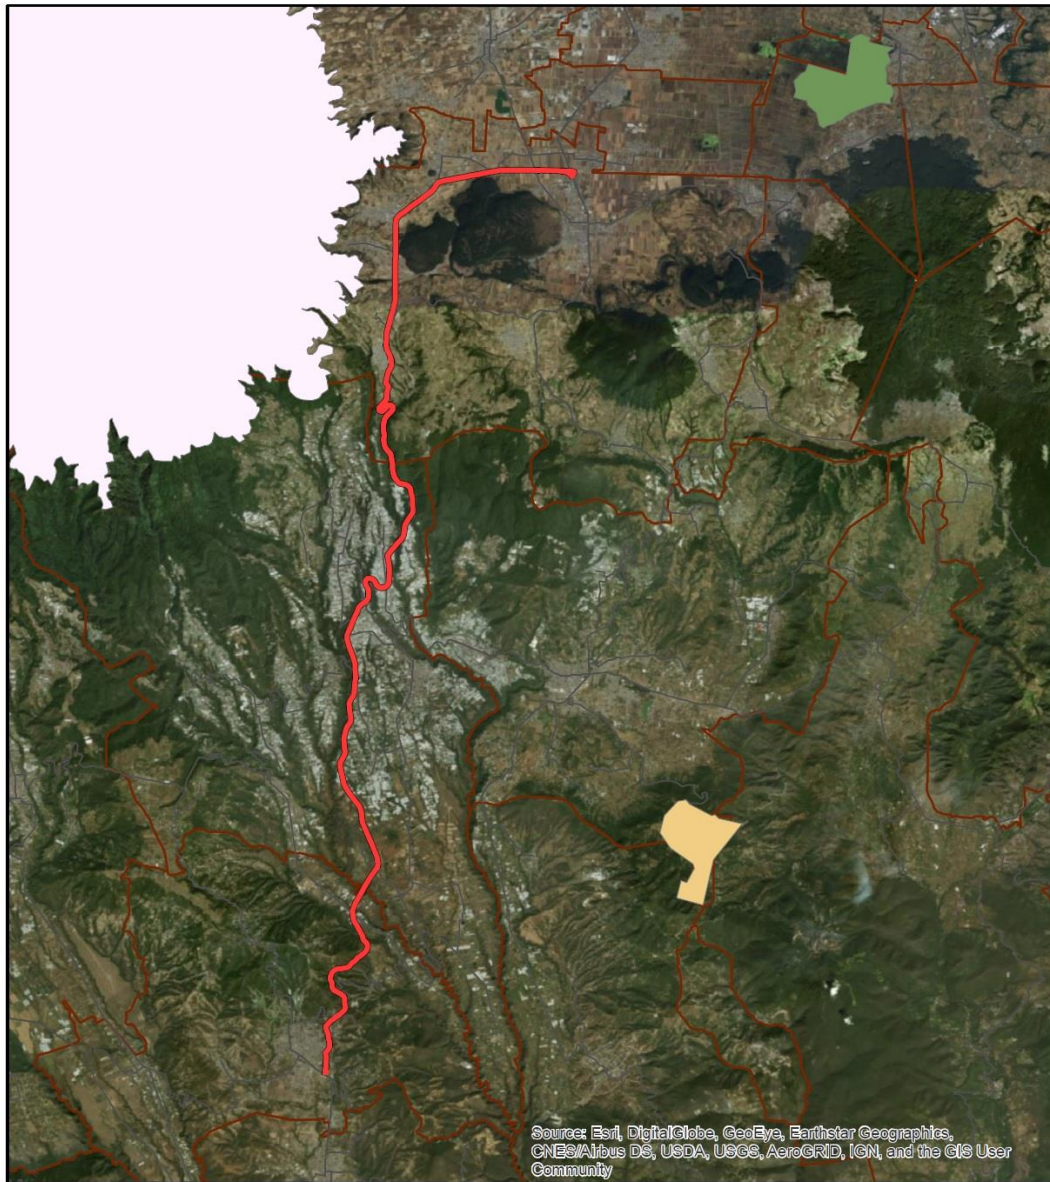 Source: Esri, DigitalGlobe, GeoEye, Earthstar Geographics,
CNES/Airbus DS, USDA, USGS, AeroGRID, IGN, and the GIS User
Community